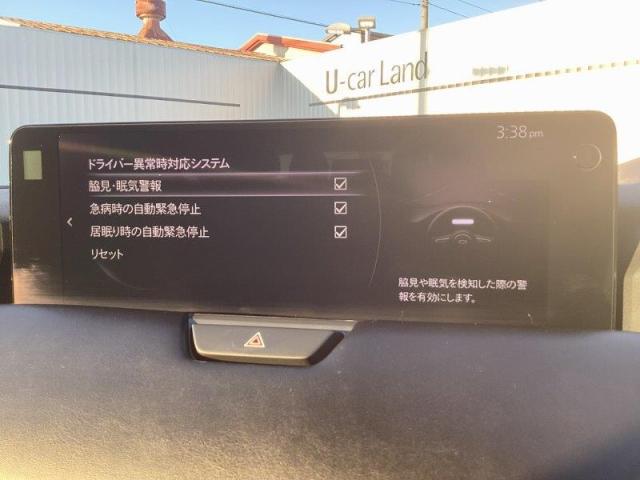 U-car Land
3:38 pm
ドライバー異常時対応システム
脇見・眠気警報
急病時の自動緊急停止
居眠り時の自動緊急停止
リセット
脇見や眠気を検知した際の警
報を有効にします。